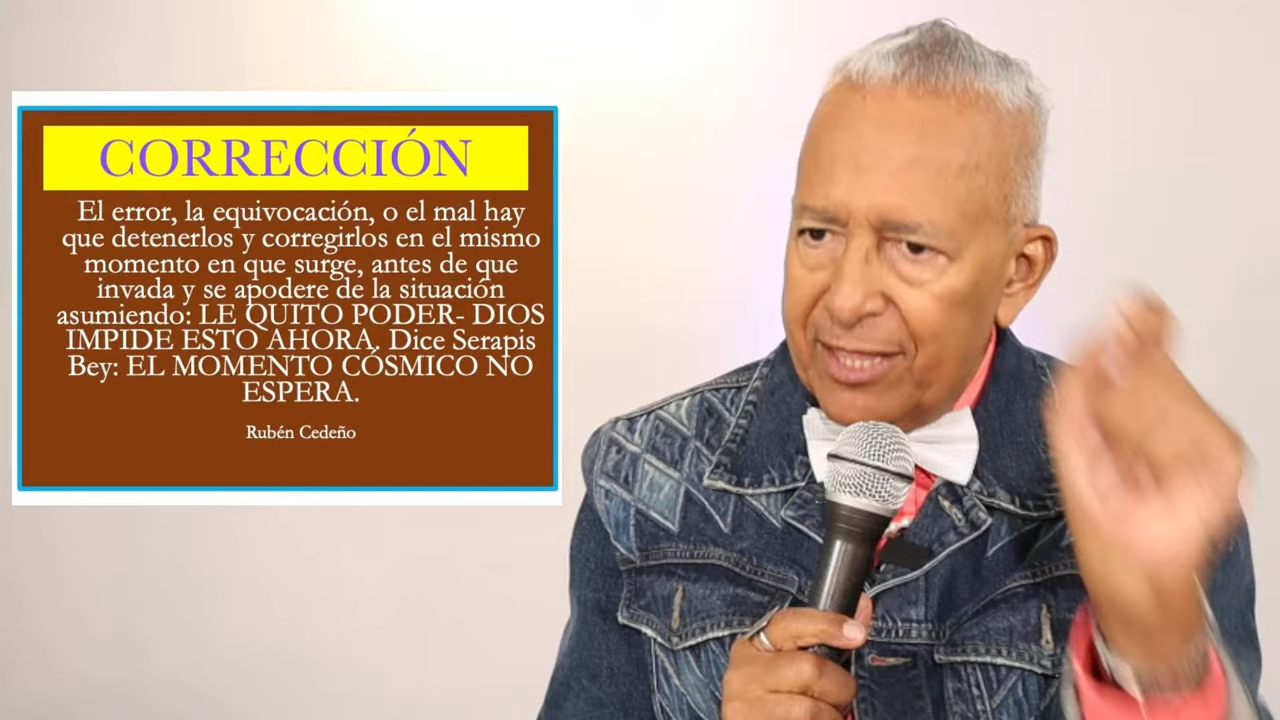 CORRECCIÓN
El error, la equivocación, o el mal hay
que detenerlos y corregirlos en el mismo
momento en que surge, antes de que
invada y se apodere de la situación
asumiendo: LE QUITO PODER- DIOS
IMPIDE ESTO AHORA. Dice Serapis
Bey: EL MOMENTO CÓSMICO NO
ESPERA.
Rubén Cedeño